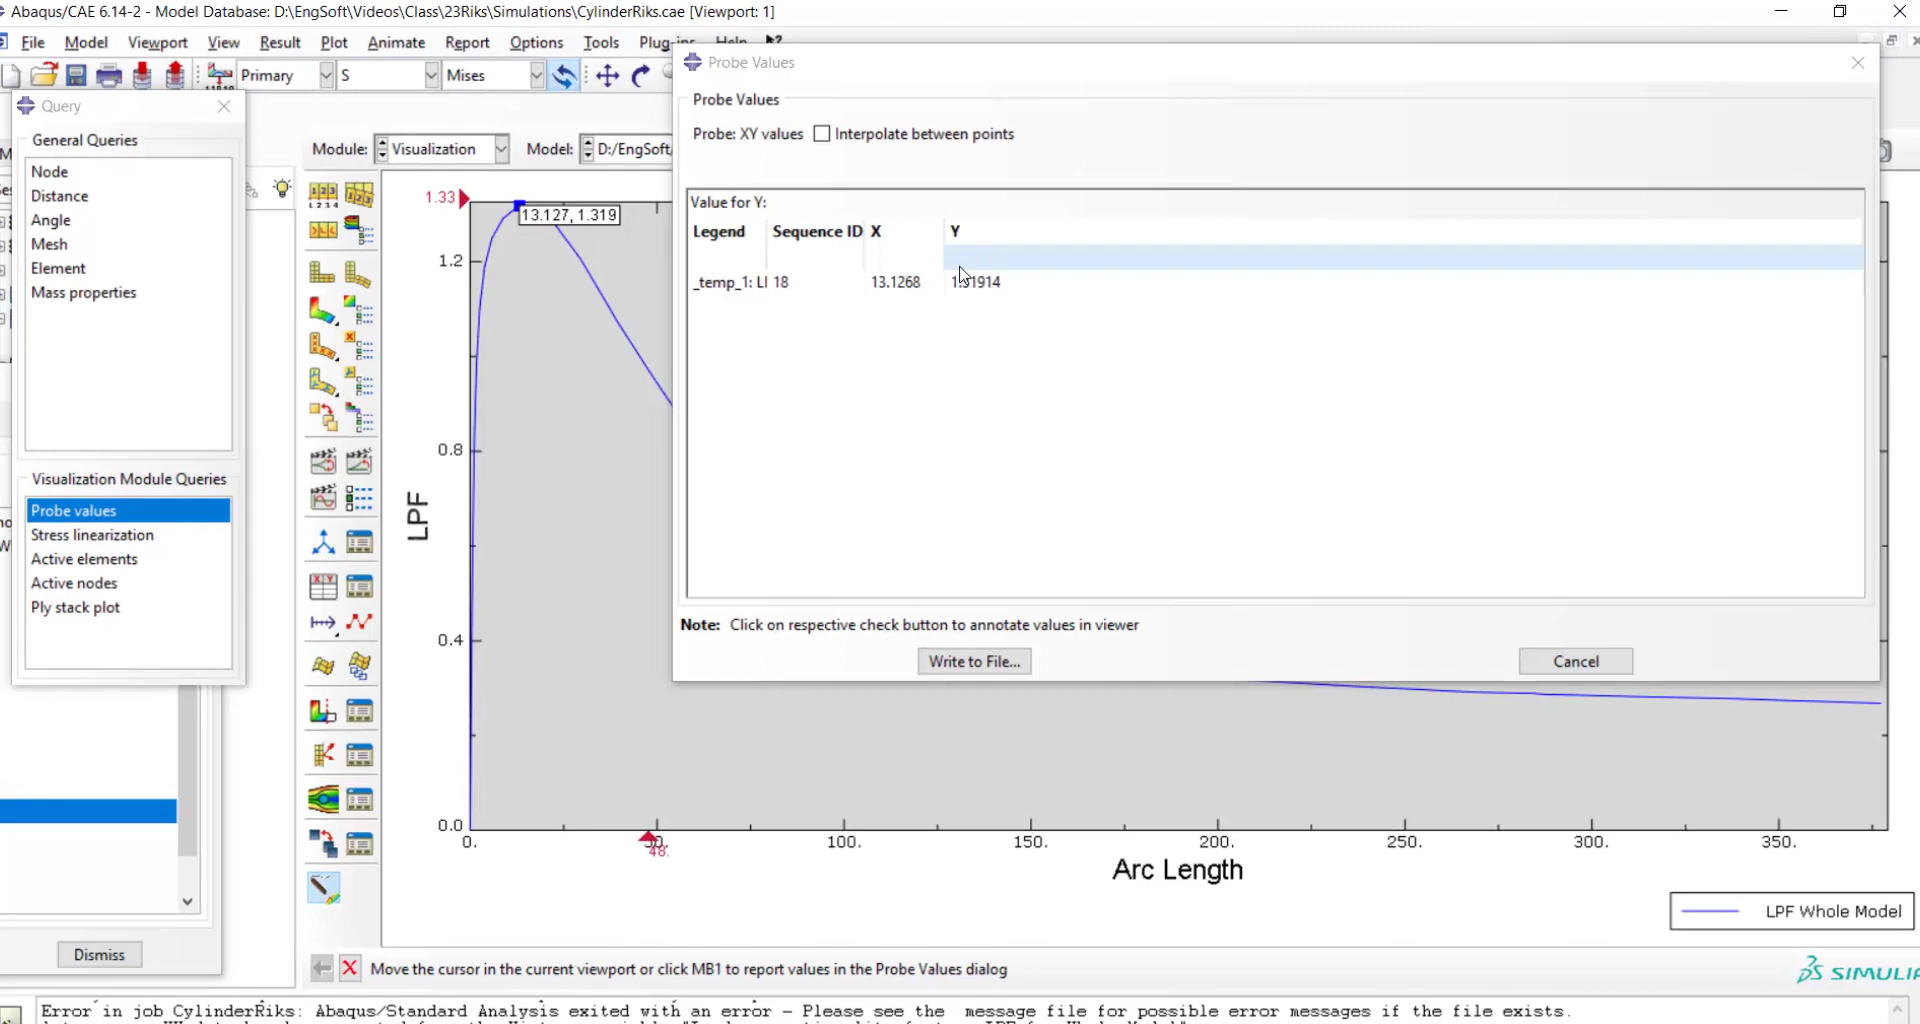 Abaqus/CAE 6.14-2 - Model Database: D:\EngSoft\Videos\Class\23Riks\Simulations\CylinderRiks.cae [Viewport: 1]
File Model Viewport View Result Plot Animate Report Options Tools
Primary S Mises
Query
General Queries
Node
Distance
Angle
Mesh
Element
Mass properties
Visualization Module Queries
Probe values
Stress linearization
Active elements
Active nodes
Ply stack plot
Dismiss
Module: Visualization Model: D:/EngSoft
Probe Values
Probe Values
Probe: XY values Interpolate between points
Value for Y:
Legend Sequence ID X Y
_temp_1: 18 13.1268
Note: Click on respective check button to annotate values in viewer
Write to File... Cancel
1.33
13.127, 1.319
1.2
0.8
LPF
0.4
0.0
0. 50. 100. 150. 200. 250. 300. 350.
48.
Arc Length
LPF Whole Model
Move the cursor in the current viewport or click MB1 to report values in the Probe Values dialog
SIMULIA
Error in job CylinderRiks: Abaqus/Standard Analysis exited with an error - Please see the message file for possible error messages if the file exists.